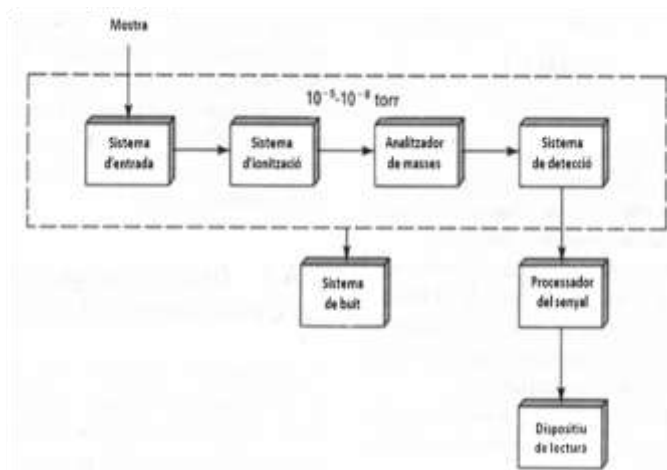 Mostra
10⁻⁵-10⁻⁸ torr
Sistema
d'entrada
Sistema
d'ionització
Analitzador
de masses
Sistema
de detecció
Sistema
de buit
Processador
del senyal
Dispositiu
de lectura